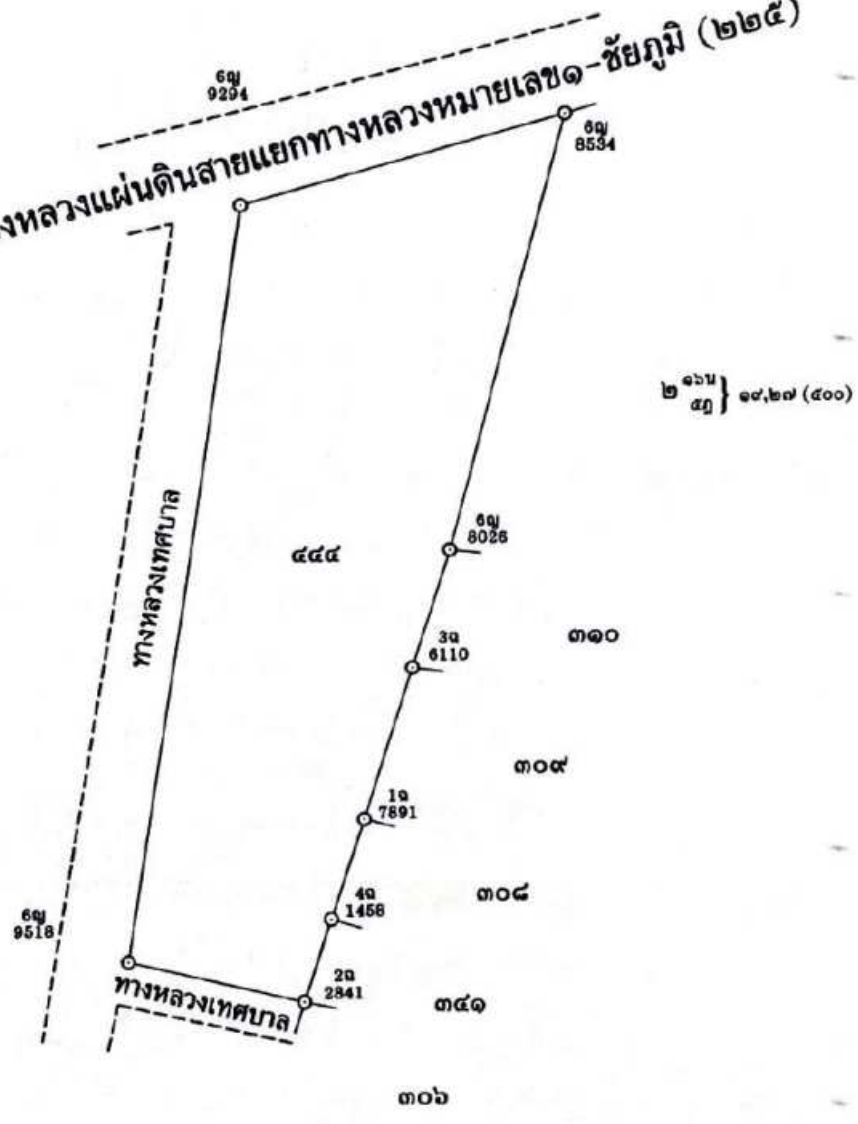 6ญ
9294
งหลวงแผ่นดินสายแยกทางหลวงหมายเลข๑-ชัยภูมิ (๒๒๕)
6ญ
8534
๒ ๑๖น
๕ฎ } ๑๙,๒๗ (๕๐๐)
ทางหลวงเทศบาล
๔๔๔
6ญ
8026
๓๑๐
3ฉ
6110
๓๐๙
1ฉ
7891
๓๐๘
4ฉ
1458
6ญ
9518
2ฉ
2841
๓๔๑
ทางหลวงเทศบาล
๓๐๖